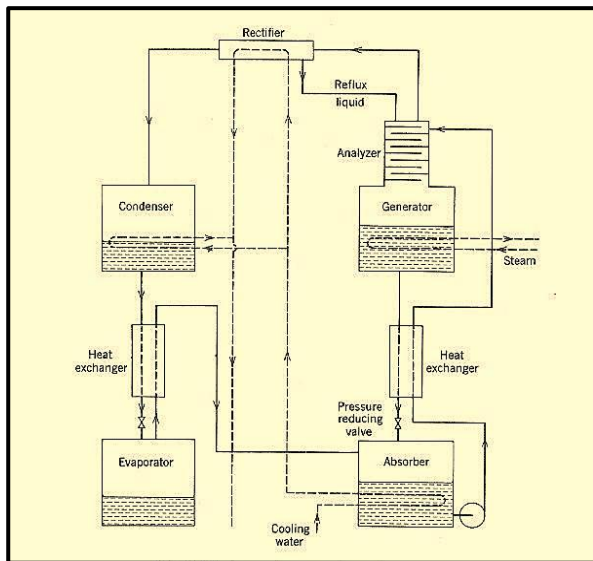 Rectifier
Reflux
liquid
Analyzer
Condenser
Generator
Steam
Heat
exchanger
Heat
exchanger
Pressure
reducing
valve
Evaporator
Absorber
Cooling
water